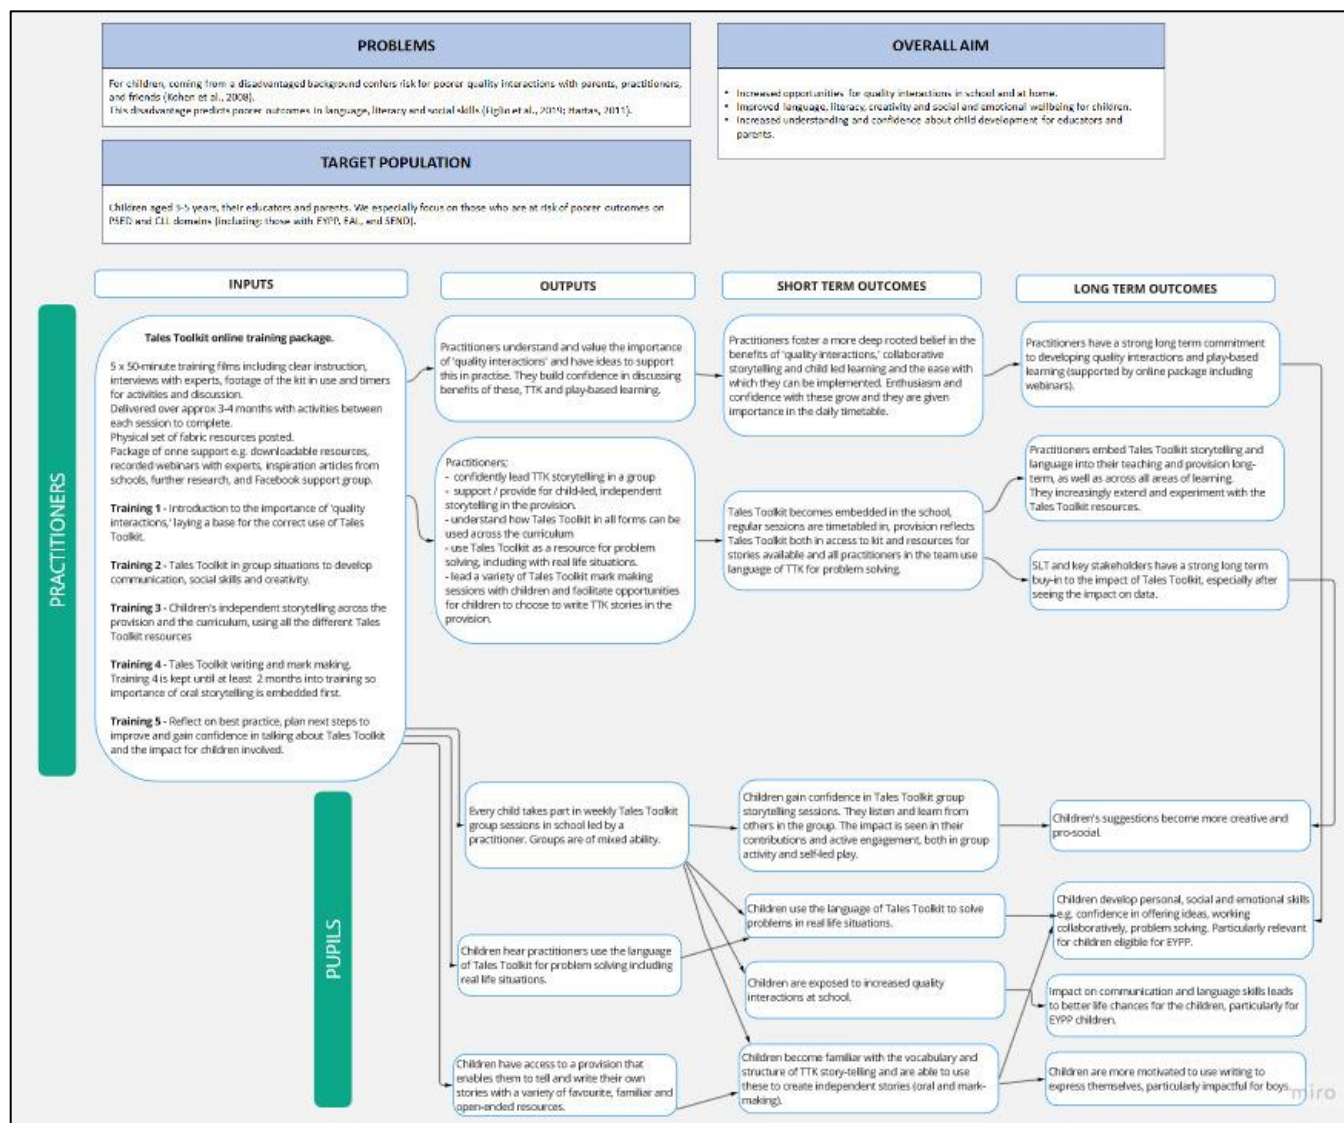 PROBLEMS
For children, coming from a disadvantaged background confers risk for poorer quality interactions with parents, practitioners,
and friends (Kohen et al., 2008).
This disadvantage predicts poorer outcomes in language, literacy and social skills (Figlio et al., 2019; Hartas, 2011).
OVERALL AIM
• Increased opportunities for quality interactions in school and at home.
• Improved language, literacy, creativity and social and emotional wellbeing for children.
• Increased understanding and confidence about child development for educators and
parents.
TARGET POPULATION
Children aged 3-5 years, their educators and parents. We especially focus on those who are at risk of poorer outcomes on
PSED and CLL domains (including: those with EYPP, EAL, and SEND).
INPUTS
OUTPUTS
SHORT TERM OUTCOMES
LONG TERM OUTCOMES
PRACTITIONERS
Tales Toolkit online training package.
5 x 50-minute training films including clear instruction,
interviews with experts, footage of the kit in use and timers
for activities and discussion.
Delivered over approx 3-4 months with activities between
each session to complete.
Physical set of fabric resources posted.
Package of onne support e.g. downloadable resources,
recorded webinars with experts, inspiration articles from
schools, further research, and Facebook support group.
Training 1 - Introduction to the importance of 'quality
interactions,' laying a base for the correct use of Tales
Toolkit.
Training 2 - Tales Toolkit in group situations to develop
communication, social skills and creativity.
Training 3 - Children's independent storytelling across the
provision and the curriculum, using all the different Tales
Toolkit resources
Training 4 - Tales Toolkit writing and mark making.
Training 4 is kept until at least 2 months into training so
importance of oral storytelling is embedded first.
Training 5 - Reflect on best practice, plan next steps to
improve and gain confidence in talking about Tales Toolkit
and the impact for children involved.
Practitioners understand and value the importance
of 'quality interactions' and have ideas to support
this in practise. They build confidence in discussing
benefits of these, TTK and play-based learning.
Practitioners;
- confidently lead TTK storytelling in a group
- support / provide for child-led, independent
storytelling in the provision.
- understand how Tales Toolkit in all forms can be
used across the curriculum
- use Tales Toolkit as a resource for problem
solving, including with real life situations.
- lead a variety of Tales Toolkit mark making
sessions with children and facilitate opportunities
for children to choose to write TTK stories in the
provision.
Practitioners foster a more deep rooted belief in the
benefits of 'quality interactions,' collaborative
storytelling and child led learning and the ease with
which they can be implemented. Enthusiasm and
confidence with these grow and they are given
importance in the daily timetable.
Tales Toolkit becomes embedded in the school,
regular sessions are timetabled in, provision reflects
Tales Toolkit both in access to kit and resources for
stories available and all practitioners in the team use
language of TTK for problem solving.
Practitioners have a strong long term commitment
to developing quality interactions and play-based
learning (supported by online package including
webinars).
Practitioners embed Tales Toolkit storytelling and
language into their teaching and provision long-
term, as well as across all areas of learning.
They increasingly extend and experiment with the
Tales Toolkit resources.
SLT and key stakeholders have a strong long term
buy-in to the impact of Tales Toolkit, especially after
seeing the impact on data.
PUPILS
Every child takes part in weekly Tales Toolkit
group sessions in school led by a
practitioner. Groups are of mixed ability.
Children hear practitioners use the language
of Tales Toolkit for problem solving including
real life situations.
Children have access to a provision that
enables them to tell and write their own
stories with a variety of favourite, familiar and
open-ended resources.
Children gain confidence in Tales Toolkit group
storytelling sessions. They listen and learn from
others in the group. The impact is seen in their
contributions and active engagement, both in group
activity and self-led play.
Children use the language of Tales Toolkit to solve
problems in real life situations.
Children are exposed to increased quality
interactions at school.
Children become familiar with the vocabulary and
structure of TTK story-telling and are able to use
these to create independent stories (oral and mark-
making).
Children's suggestions become more creative and
pro-social.
Children develop personal, social and emotional skills
e.g. confidence in offering ideas, working
collaboratively, problem solving. Particularly relevant
for children eligible for EYPP.
Impact on communication and language skills leads
to better life chances for the children, particularly for
EYPP children.
Children are more motivated to use writing to
express themselves, particularly impactful for boys.
miro